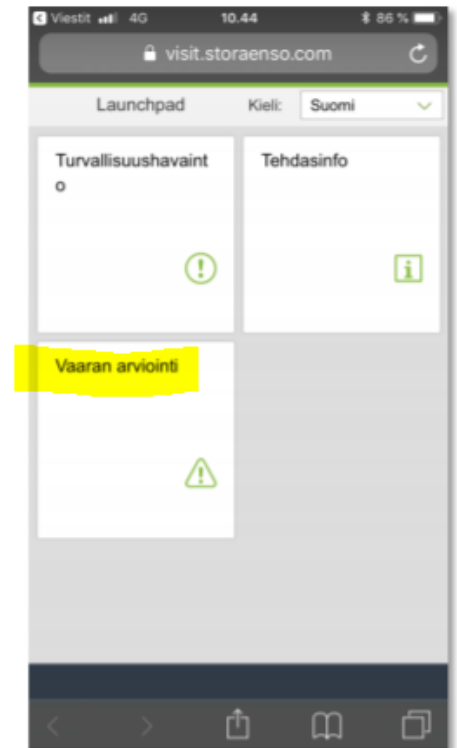 Viestit 4G 10.44 86 %
visit.storaenso.com
Launchpad Kieli: Suomi
Turvallisuushavaint
o
Tehdasinfo
Vaaran arviointi